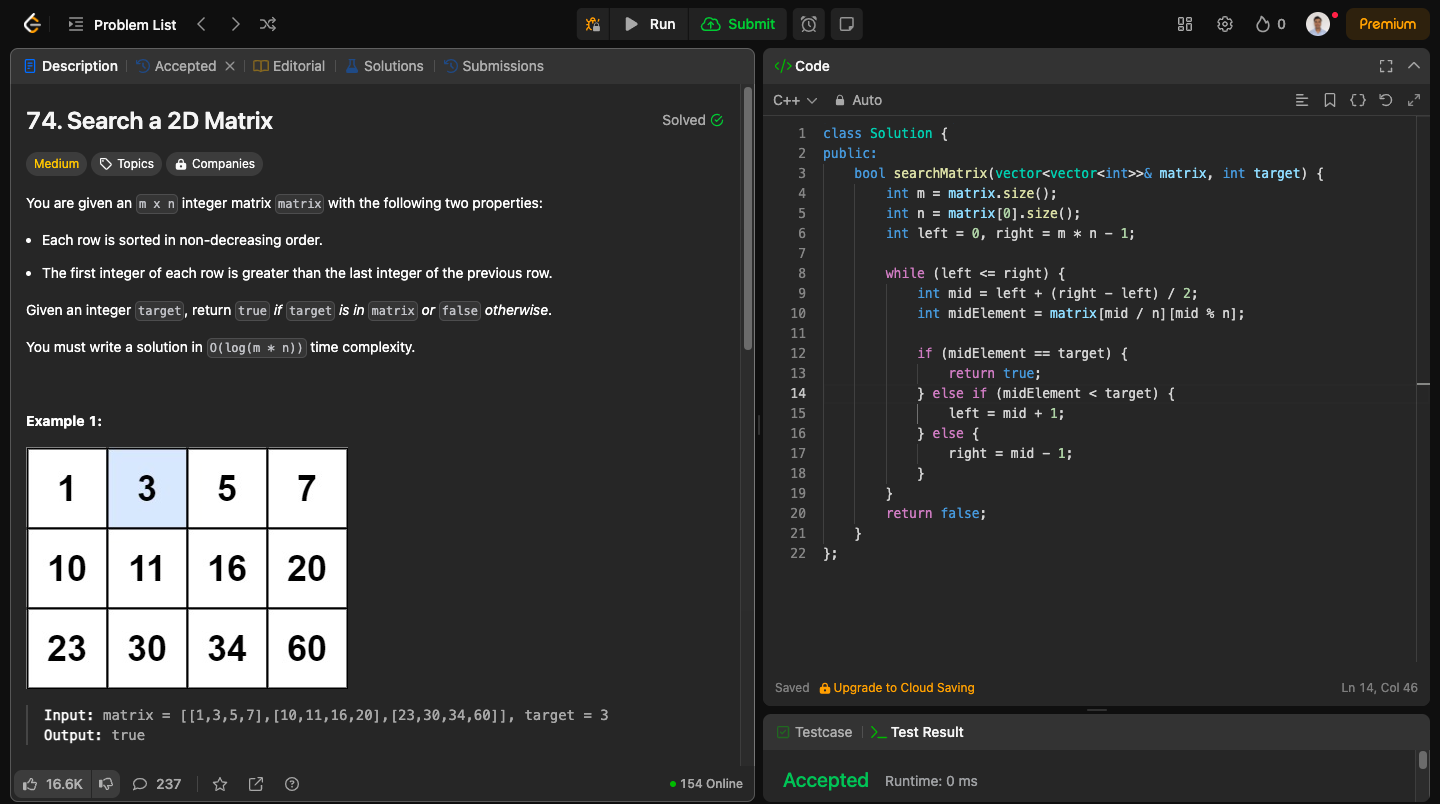 Problem List
Run
Submit
0
Premium
Description
Accepted
Editorial
Solutions
Submissions
74. Search a 2D Matrix
Solved
Medium
Topics
Companies
You are given an m x n integer matrix matrix with the following two properties:
• Each row is sorted in non-decreasing order.
• The first integer of each row is greater than the last integer of the previous row.
Given an integer target, return true if target is in matrix or false otherwise.
You must write a solution in O(log(m * n)) time complexity.
Example 1:
1 3 5 7
10 11 16 20
23 30 34 60
Input: matrix = [[1,3,5,7],[10,11,16,20],[23,30,34,60]], target = 3
Output: true
16.6K
237
154 Online
</> Code
C++
Auto
1 class Solution {
2 public:
3     bool searchMatrix(vector<vector<int>>& matrix, int target) {
4         int m = matrix.size();
5         int n = matrix[0].size();
6         int left = 0, right = m * n - 1;
7
8         while (left <= right) {
9             int mid = left + (right - left) / 2;
10             int midElement = matrix[mid / n][mid % n];
11
12             if (midElement == target) {
13                 return true;
14             } else if (midElement < target) {
15                 left = mid + 1;
16             } else {
17                 right = mid - 1;
18             }
19         }
20         return false;
21     }
22 };
Saved
Upgrade to Cloud Saving
Ln 14, Col 46
Testcase
Test Result
Accepted
Runtime: 0 ms